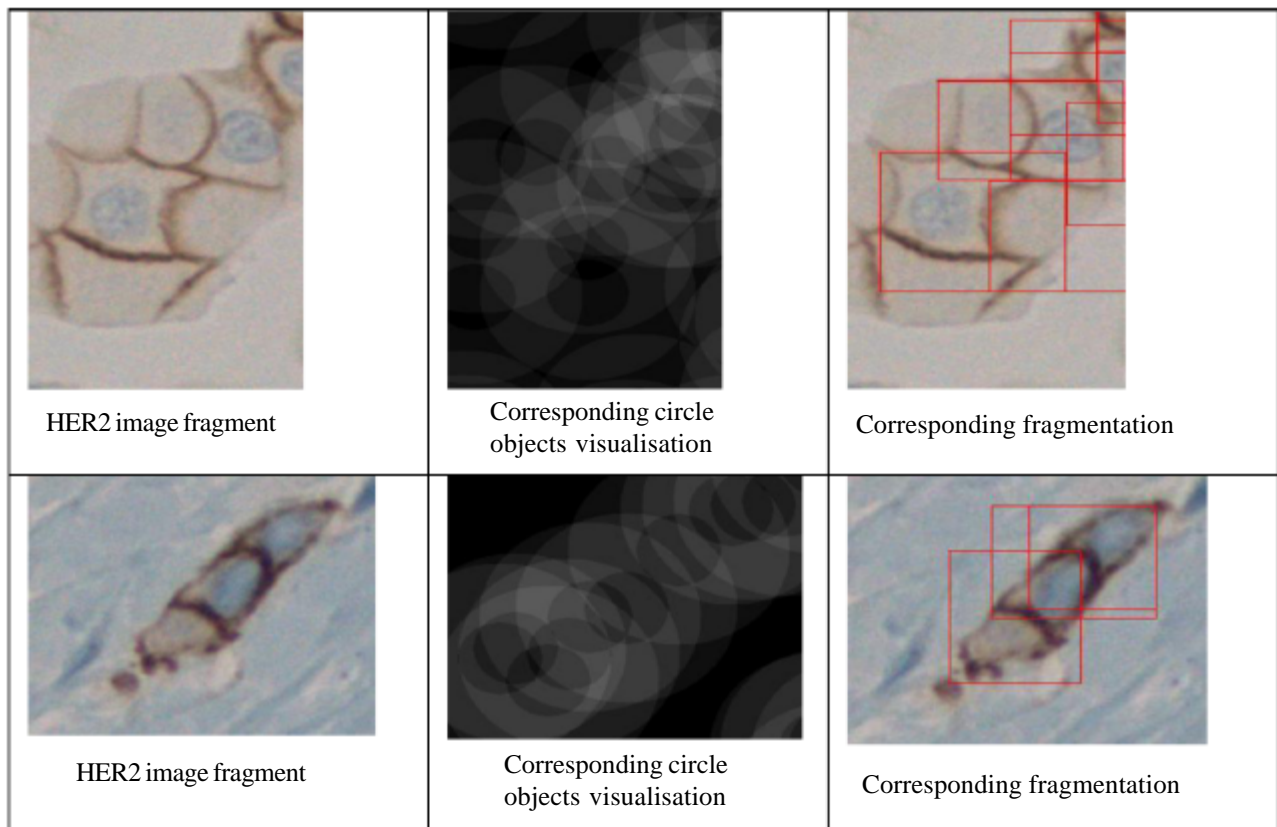 HER2 image fragment
Corresponding circle
objects visualisation
Corresponding fragmentation
HER2 image fragment
Corresponding circle
objects visualisation
Corresponding fragmentation